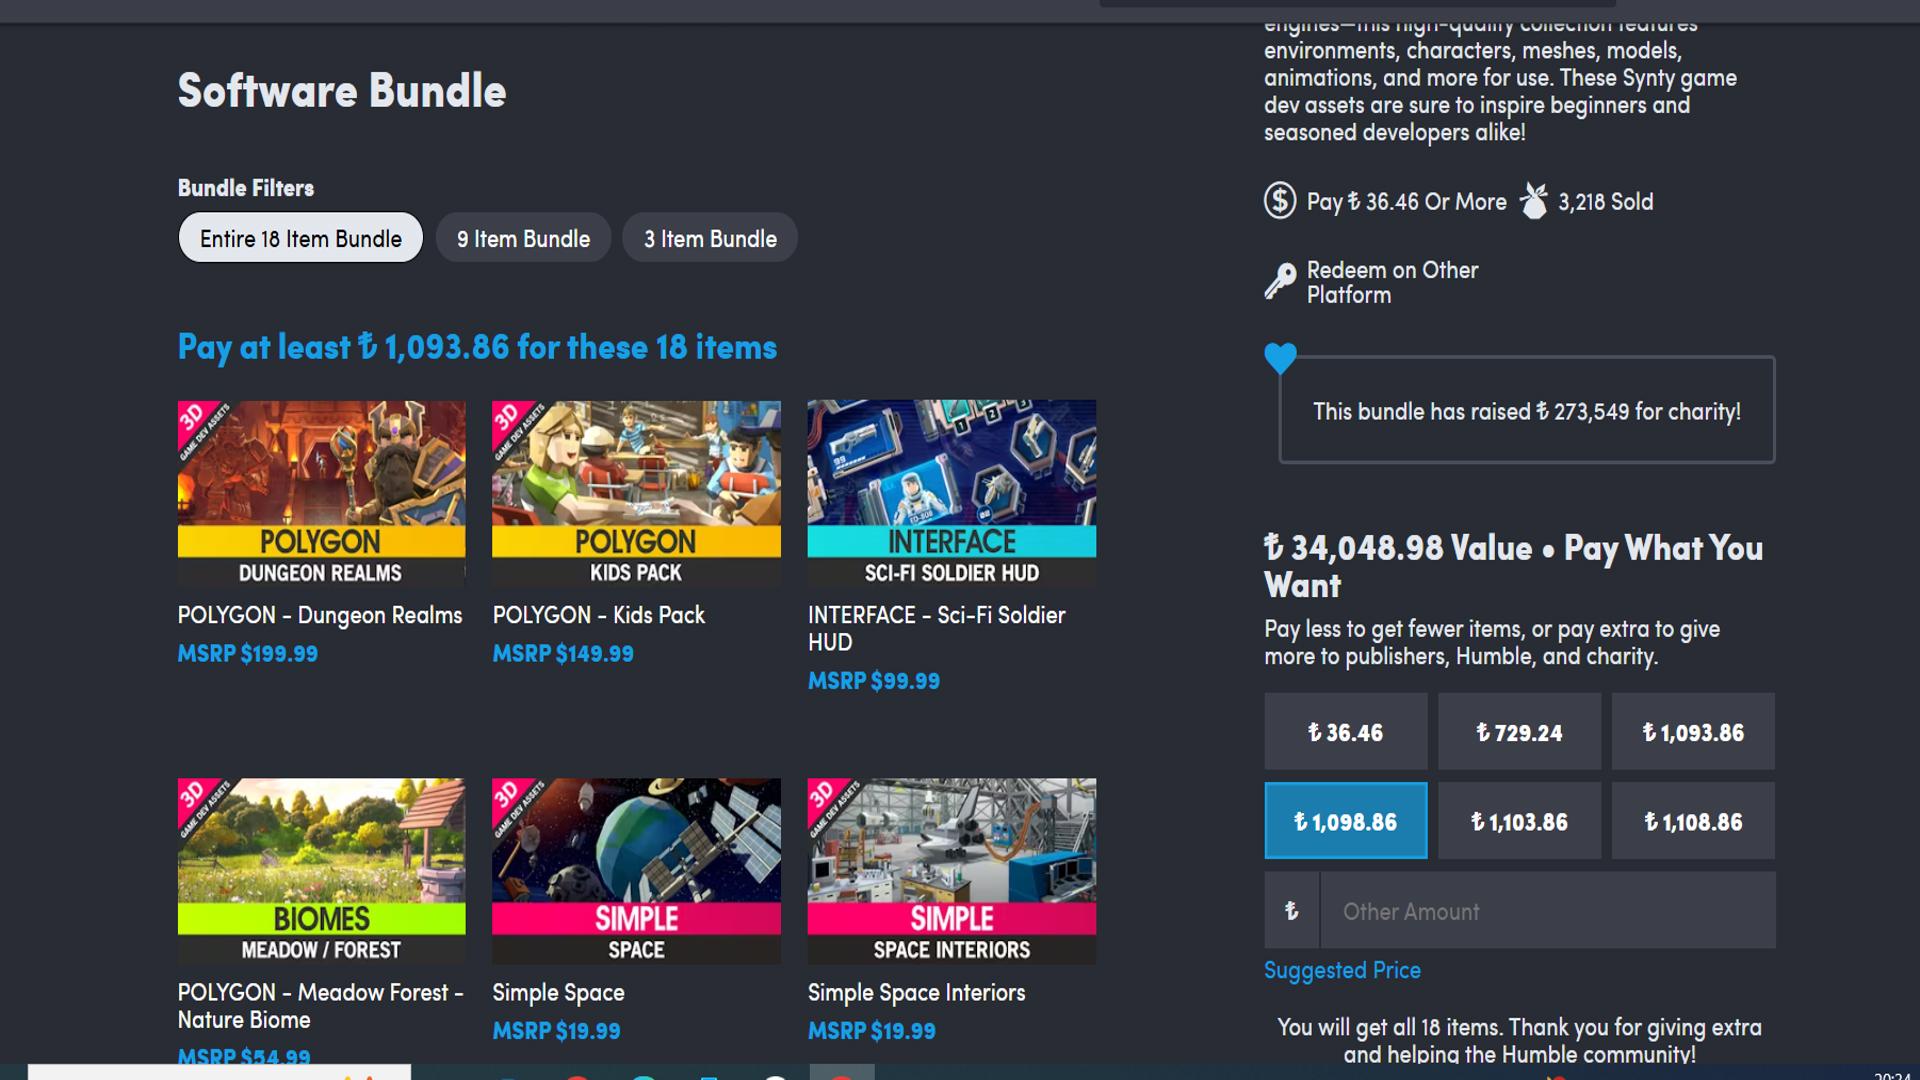 Software Bundle
Bundle Filters
Entire 18 Item Bundle
9 Item Bundle
3 Item Bundle
Pay at least ₺ 1,093.86 for these 18 items
3D
GAME DEV ASSETS
POLYGON
DUNGEON REALMS
POLYGON - Dungeon Realms
MSRP $199.99
3D
GAME DEV ASSETS
POLYGON
KIDS PACK
POLYGON - Kids Pack
MSRP $149.99
INTERFACE
SCI-FI SOLDIER HUD
INTERFACE - Sci-Fi Soldier
HUD
MSRP $99.99
3D
GAME DEV ASSETS
BIOMES
MEADOW / FOREST
POLYGON - Meadow Forest -
Nature Biome
MSRP $54.99
3D
GAME DEV ASSETS
SIMPLE
SPACE
Simple Space
MSRP $19.99
3D
GAME DEV ASSETS
SIMPLE
SPACE INTERIORS
Simple Space Interiors
MSRP $19.99
engines—this high-quality collection features
environments, characters, meshes, models,
animations, and more for use. These Synty game
dev assets are sure to inspire beginners and
seasoned developers alike!
Pay ₺ 36.46 Or More
3,218 Sold
Redeem on Other
Platform
This bundle has raised ₺ 273,549 for charity!
₺ 34,048.98 Value • Pay What You
Want
Pay less to get fewer items, or pay extra to give
more to publishers, Humble, and charity.
₺ 36.46
₺ 729.24
₺ 1,093.86
₺ 1,098.86
₺ 1,103.86
₺ 1,108.86
₺ Other Amount
Suggested Price
You will get all 18 items. Thank you for giving extra
and helping the Humble community!